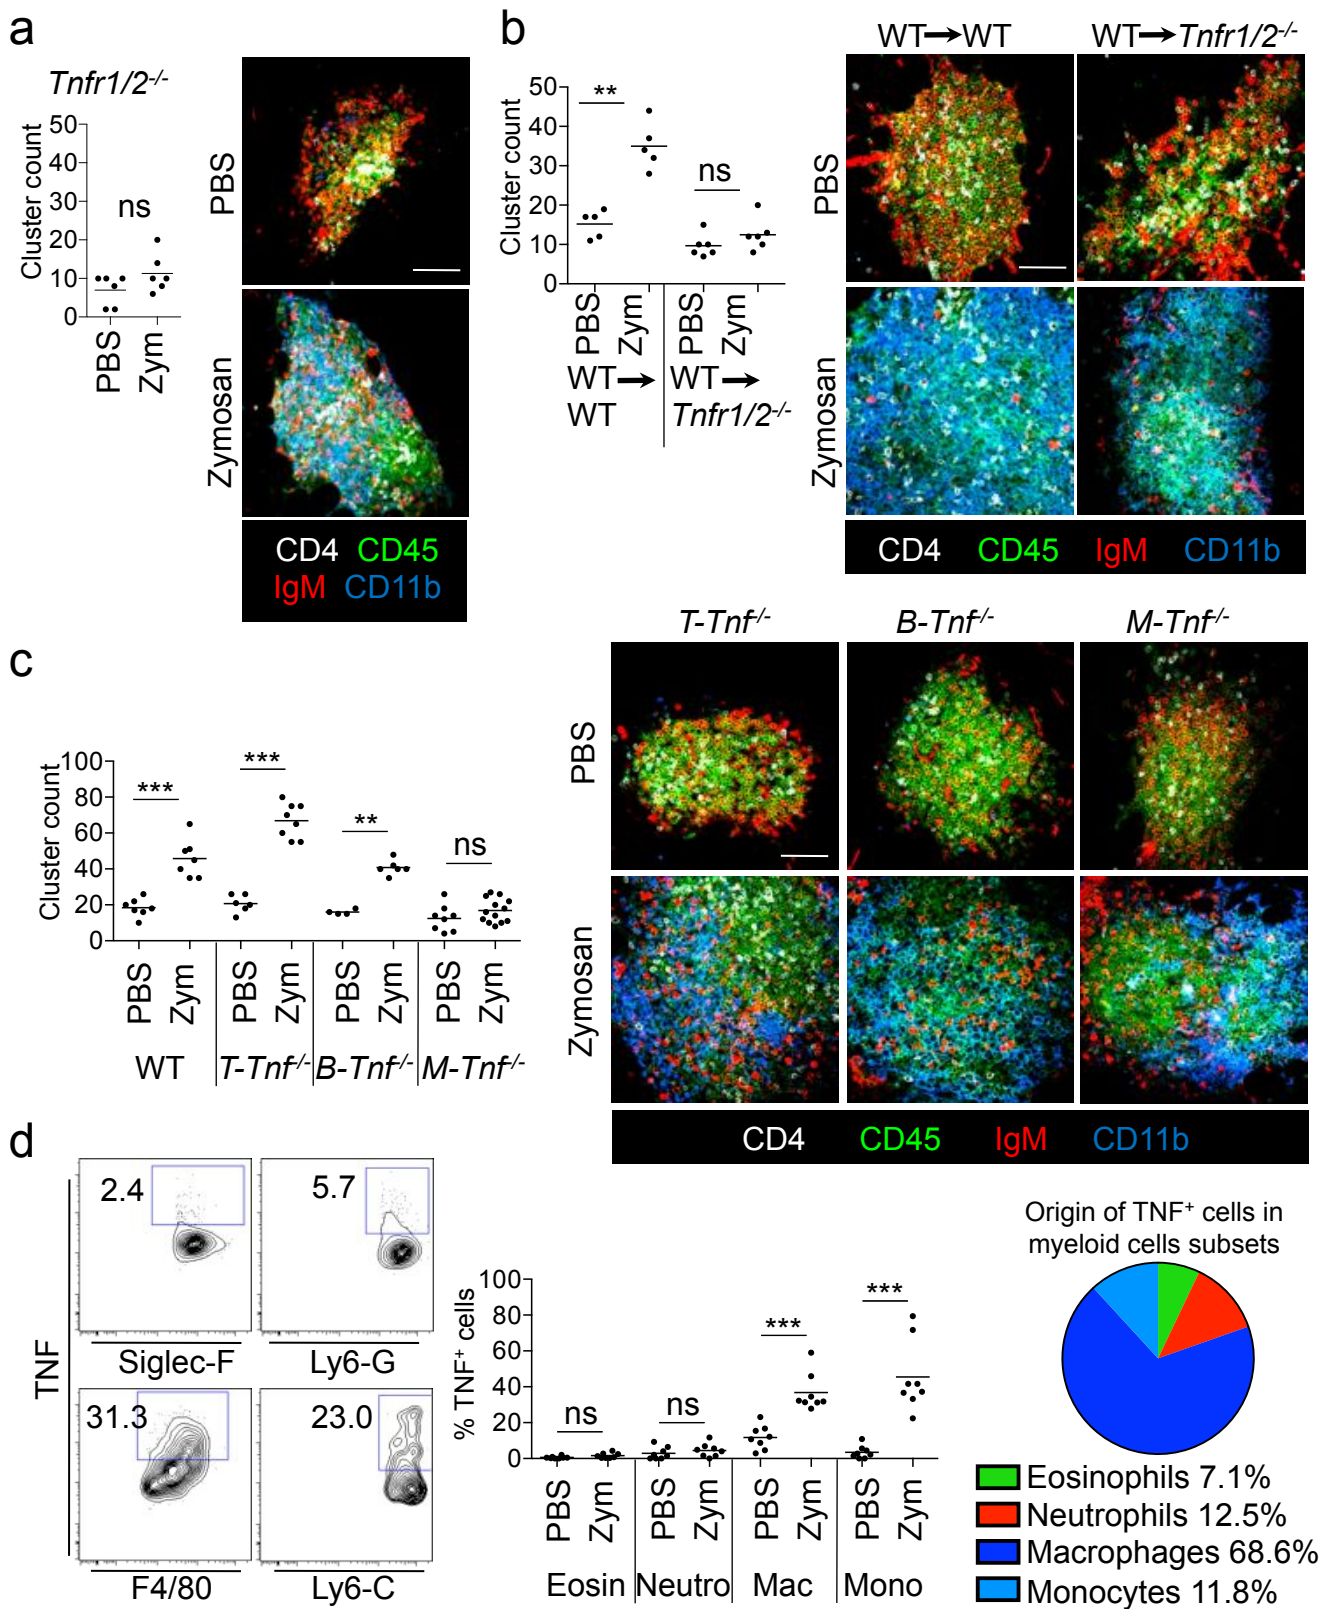 a
Tnfr1/2-/-
Cluster count
50
40
30
20
10
0
ns
PBS
Zym
PBS
Zymosan
CD4 CD45
IgM CD11b
b
Cluster count
50
40
30
20
10
0
**
ns
PBS
Zym
PBS
Zym
WT→
WT
WT→
Tnfr1/2-/-
WT→WT
WT→Tnfr1/2-/-
PBS
Zymosan
CD4 CD45 IgM CD11b
c
Cluster count
100
80
60
40
20
0
***
***
**
ns
PBS
Zym
PBS
Zym
PBS
Zym
PBS
Zym
WT
T-Tnf-/-
B-Tnf-/-
M-Tnf-/-
T-Tnf-/-
B-Tnf-/-
M-Tnf-/-
PBS
Zymosan
CD4 CD45 IgM CD11b
d
TNF
2.4
5.7
Siglec-F
Ly6-G
31.3
23.0
F4/80
Ly6-C
% TNF+ cells
100
80
60
40
20
0
ns
ns
***
***
PBS
Zym
PBS
Zym
PBS
Zym
PBS
Zym
Eosin
Neutro
Mac
Mono
Origin of TNF+ cells in
myeloid cells subsets
Eosinophils 7.1%
Neutrophils 12.5%
Macrophages 68.6%
Monocytes 11.8%